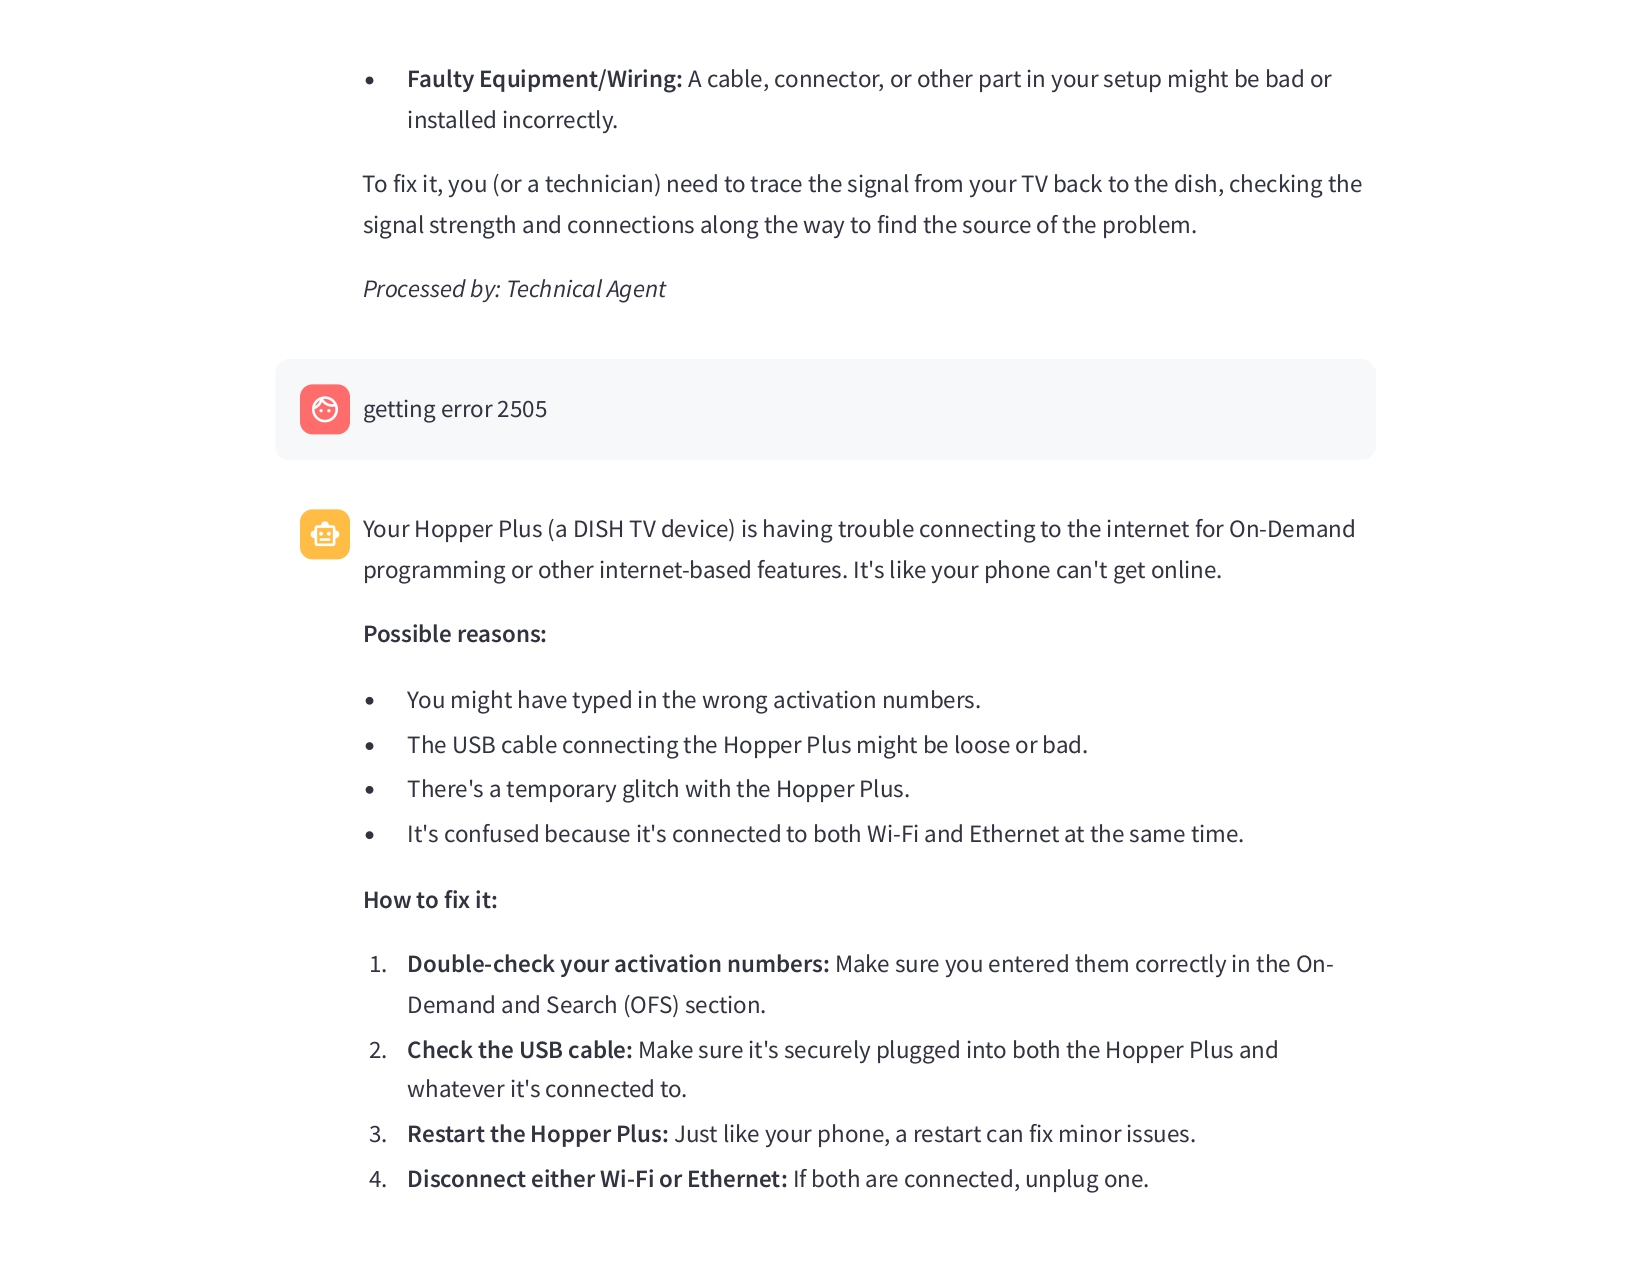 • Faulty Equipment/Wiring: A cable, connector, or other part in your setup might be bad or
installed incorrectly.
To fix it, you (or a technician) need to trace the signal from your TV back to the dish, checking the
signal strength and connections along the way to find the source of the problem.
Processed by: Technical Agent
getting error 2505
Your Hopper Plus (a DISH TV device) is having trouble connecting to the internet for On-Demand
programming or other internet-based features. It's like your phone can't get online.
Possible reasons:
• You might have typed in the wrong activation numbers.
• The USB cable connecting the Hopper Plus might be loose or bad.
• There's a temporary glitch with the Hopper Plus.
• It's confused because it's connected to both Wi-Fi and Ethernet at the same time.
How to fix it:
1. Double-check your activation numbers: Make sure you entered them correctly in the On-
Demand and Search (OFS) section.
2. Check the USB cable: Make sure it's securely plugged into both the Hopper Plus and
whatever it's connected to.
3. Restart the Hopper Plus: Just like your phone, a restart can fix minor issues.
4. Disconnect either Wi-Fi or Ethernet: If both are connected, unplug one.